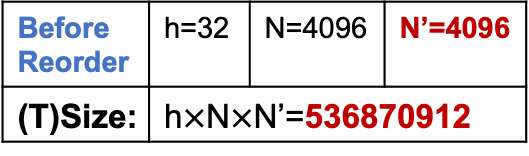 Before
Reorder
h=32
N=4096
N’=4096
(T)Size:
h×N×N’=536870912